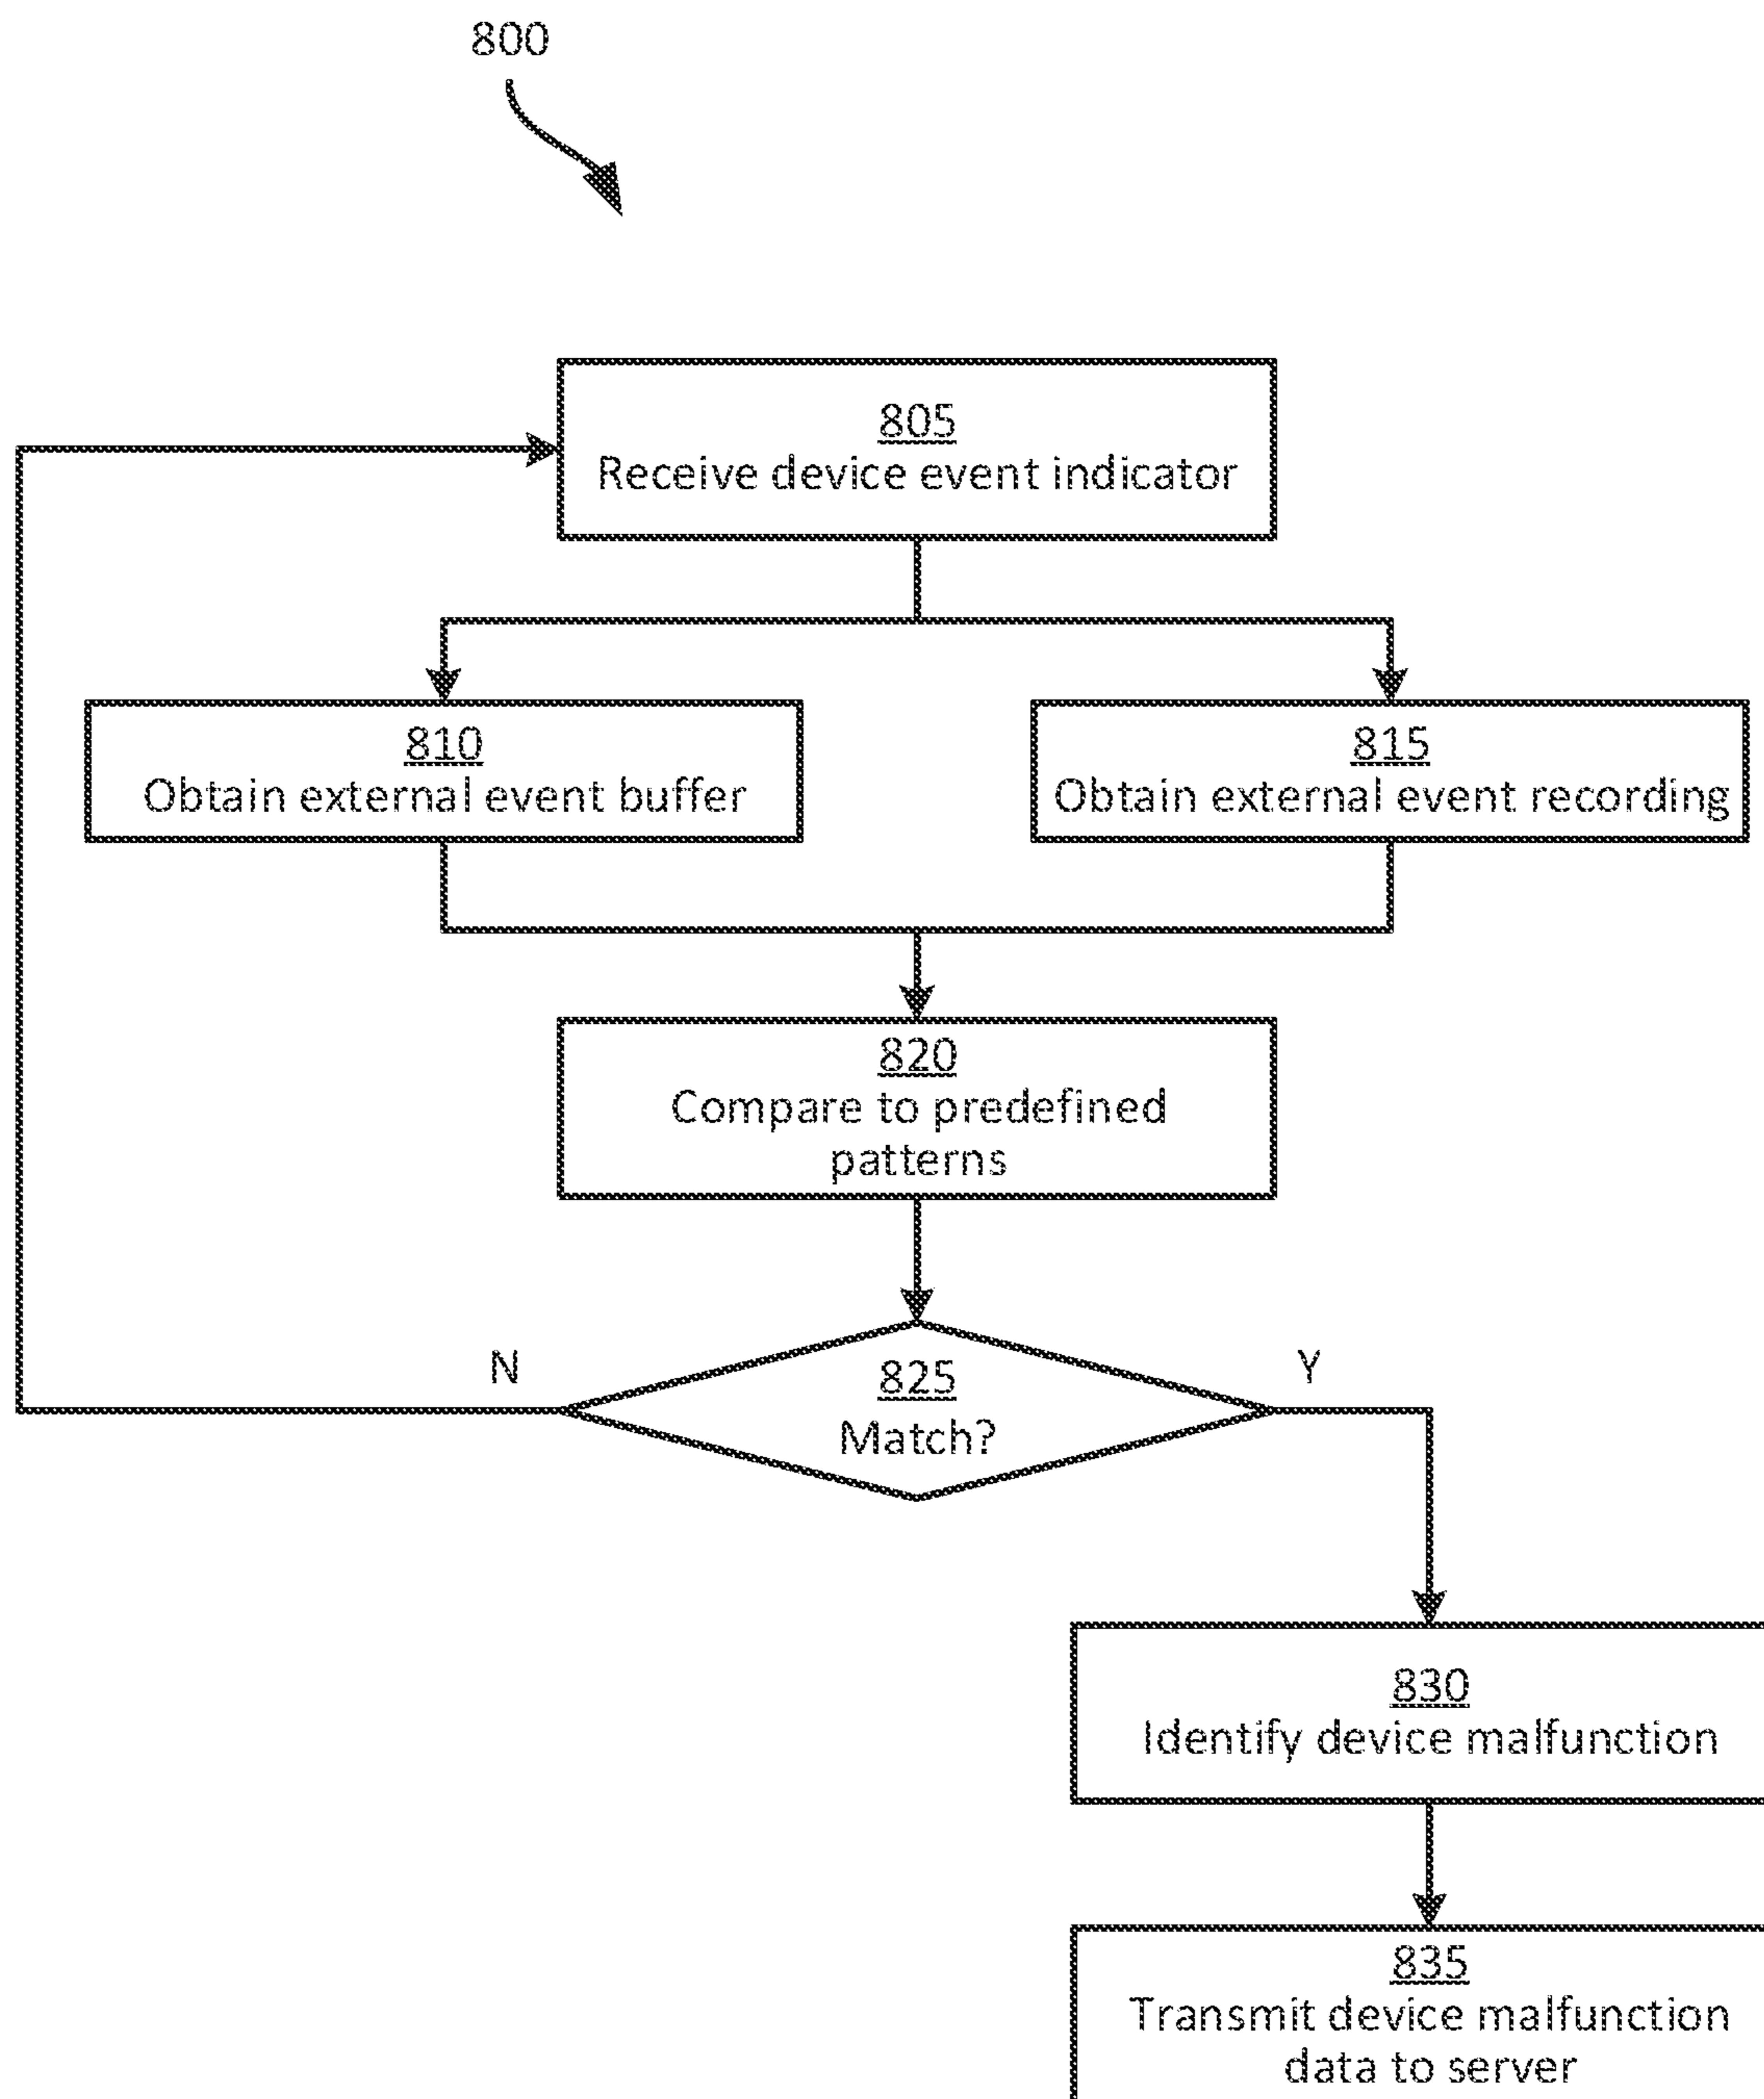 800
805
Receive device event indicator
810
Obtain external event buffer
815
Obtain external event recording
820
Compare to predefined
patterns
N
825
Match?
Y
830
Identify device malfunction
835
Transmit device malfunction
data to server